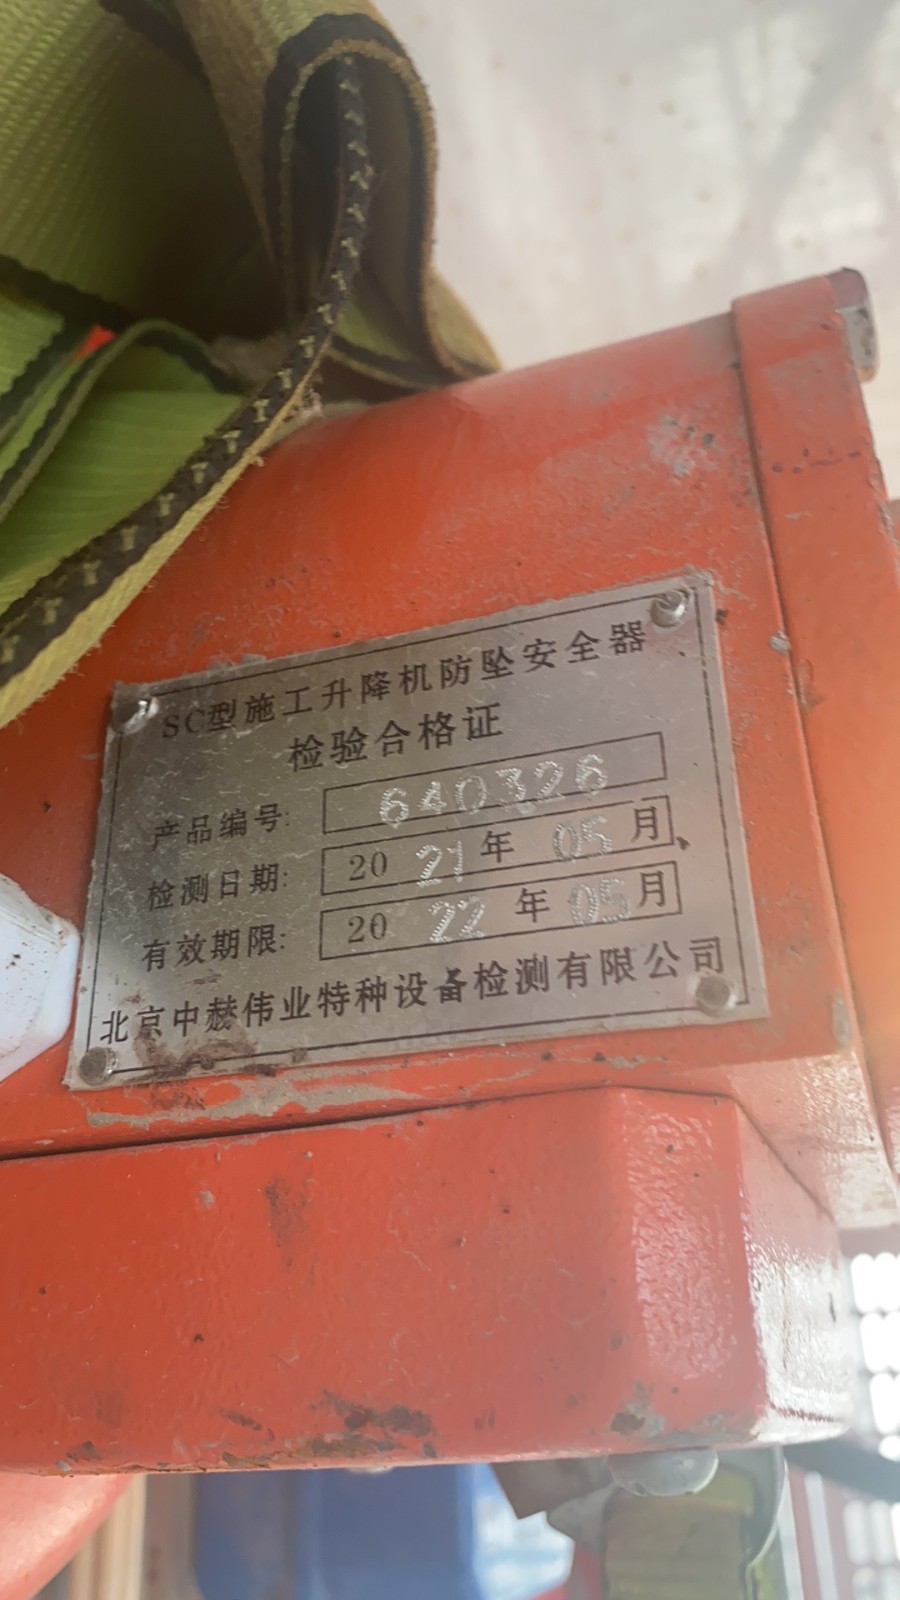 SC型施工升降机防坠安全器
检验合格证
产品编号: 640326
检测日期: 2021年05月
有效期限: 2022年05月
北京中赫伟业特种设备检测有限公司